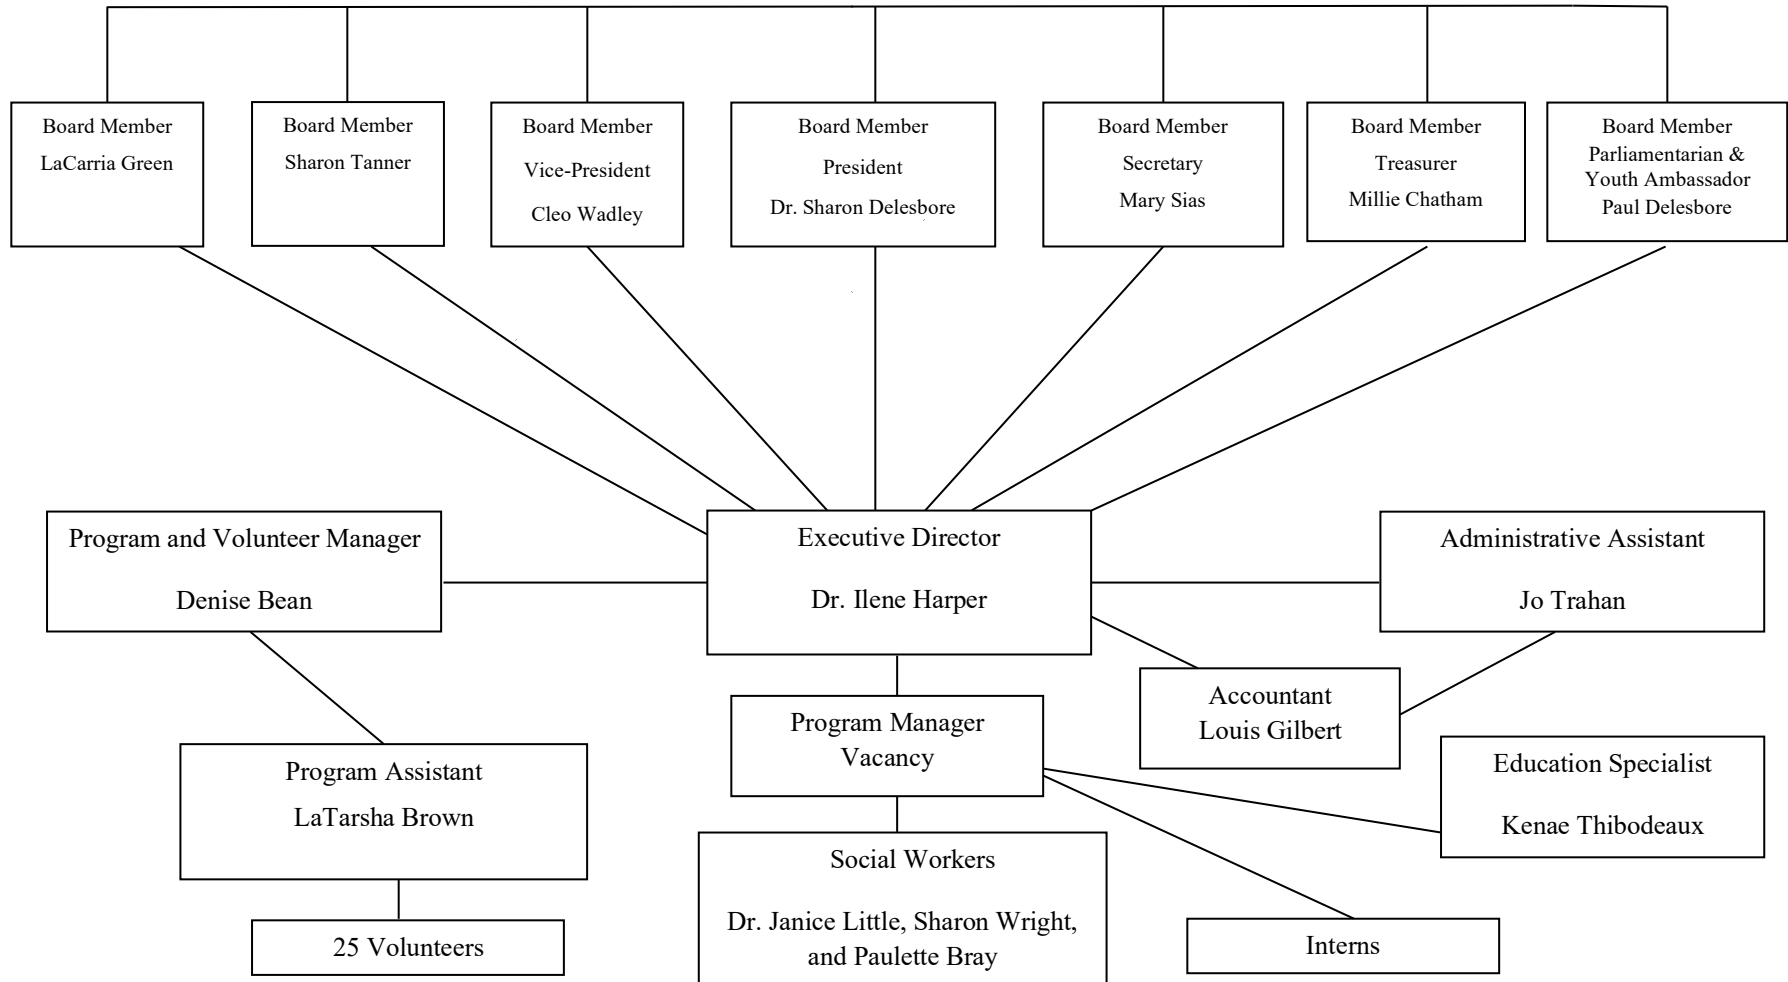 Board Member
LaCarria Green
Board Member
Sharon Tanner
Board Member
Vice-President
Cleo Wadley
Board Member
President
Dr. Sharon Delesbore
Board Member
Secretary
Mary Sias
Board Member
Treasurer
Millie Chatham
Board Member
Parliamentarian &
Youth Ambassador
Paul Delesbore
Program and Volunteer Manager
Denise Bean
Executive Director
Dr. Ilene Harper
Administrative Assistant
Jo Trahan
Accountant
Louis Gilbert
Program Manager
Vacancy
Education Specialist
Kenae Thibodeaux
Program Assistant
LaTarsha Brown
Social Workers
Dr. Janice Little, Sharon Wright,
and Paulette Bray
25 Volunteers
Interns